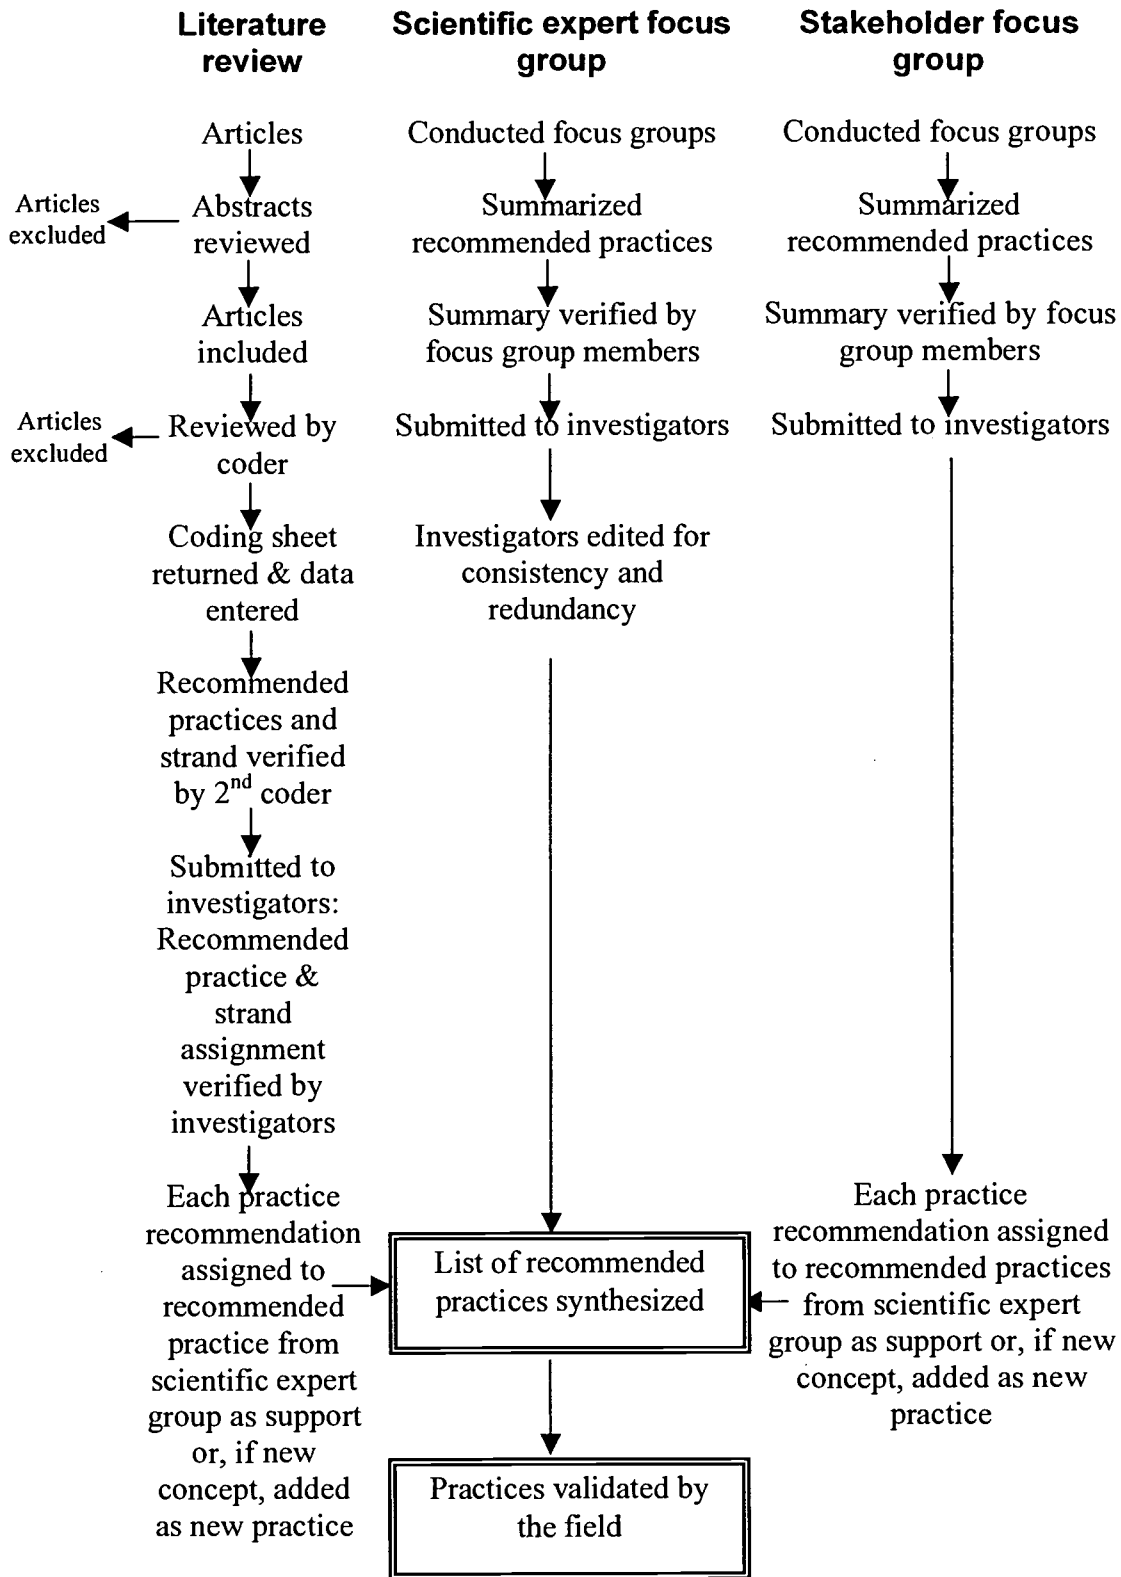 Literature
review
Articles
Abstracts
reviewed
Articles
excluded
Articles
included
Reviewed by
coder
Articles
excluded
Coding sheet
returned & data
entered
Recommended
practices and
strand verified
by 2nd coder
Submitted to
investigators:
Recommended
practice &
strand
assignment
verified by
investigators
Each practice
recommendation
assigned to
recommended
practice from
scientific expert
group as support
or, if new
concept, added
as new practice
Scientific expert focus
group
Conducted focus groups
Summarized
recommended practices
Summary verified by
focus group members
Submitted to investigators
Investigators edited for
consistency and
redundancy
List of recommended
practices synthesized
Practices validated by
the field
Stakeholder focus
group
Conducted focus groups
Summarized
recommended practices
Summary verified by focus
group members
Submitted to investigators
Each practice
recommendation assigned
to recommended practices
from scientific expert
group as support or, if new
concept, added as new
practice